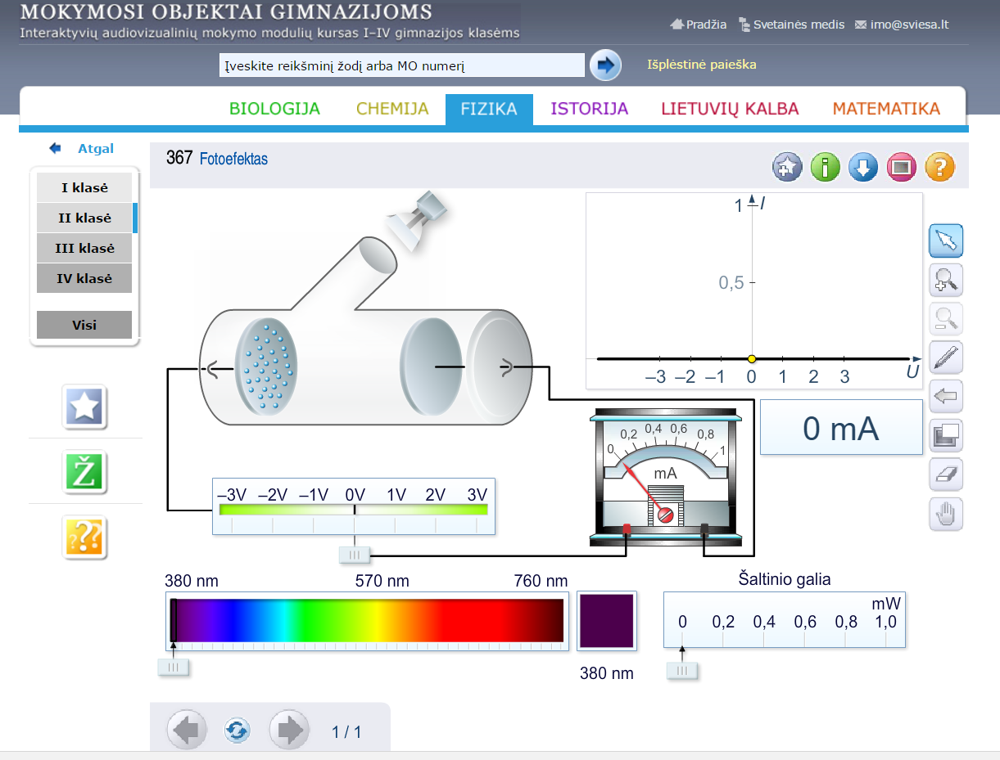 MOKYMOSI OBJEKTAI GIMNAZIJOMS
Interaktyvių audiovizualinių mokymo modulių kursas I–IV gimnazijos klasėms
Pradžia Svetainės medis imo@sviesa.lt
Įveskite reikšminį žodį arba MO numerį
Išplėstinė paieška
BIOLOGIJA CHEMIJA FIZIKA ISTORIJA LIETUVIŲ KALBA MATEMATIKA
Atgal
367 Fotoefektas
I klasė
II klasė
III klasė
IV klasė
Visi
1 I
0,5
–3 –2 –1 0 1 2 3 U
0 mA
0 0,2 0,4 0,6 0,8 1
mA
–3V –2V –1V 0V 1V 2V 3V
Ž
??
380 nm 570 nm 760 nm
380 nm
Šaltinio galia
mW
0 0,2 0,4 0,6 0,8 1,0
1 / 1